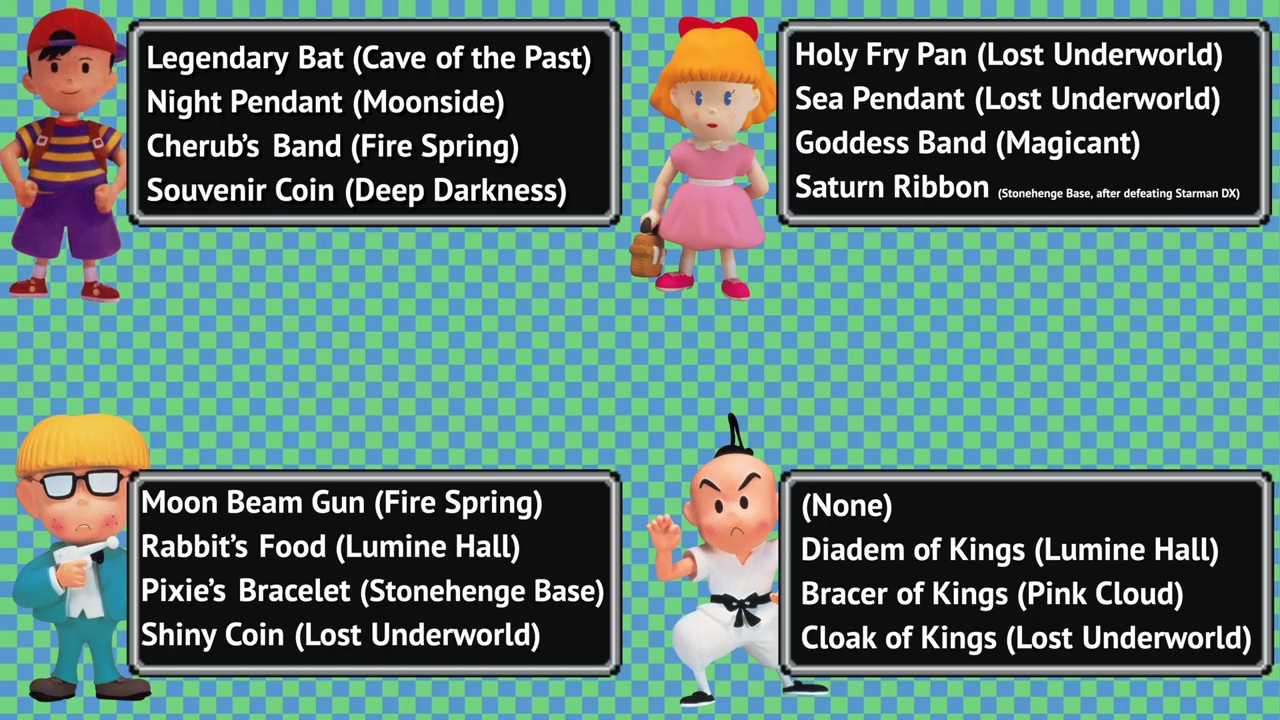 Legendary Bat (Cave of the Past)
Night Pendant (Moonside)
Cherub's Band (Fire Spring)
Souvenir Coin (Deep Darkness)
Holy Fry Pan (Lost Underworld)
Sea Pendant (Lost Underworld)
Goddess Band (Magicant)
Saturn Ribbon (Stonehenge Base, after defeating Starman DX)
Moon Beam Gun (Fire Spring)
Rabbit's Food (Lumine Hall)
Pixie's Bracelet (Stonehenge Base)
Shiny Coin (Lost Underworld)
(None)
Diadem of Kings (Lumine Hall)
Bracer of Kings (Pink Cloud)
Cloak of Kings (Lost Underworld)